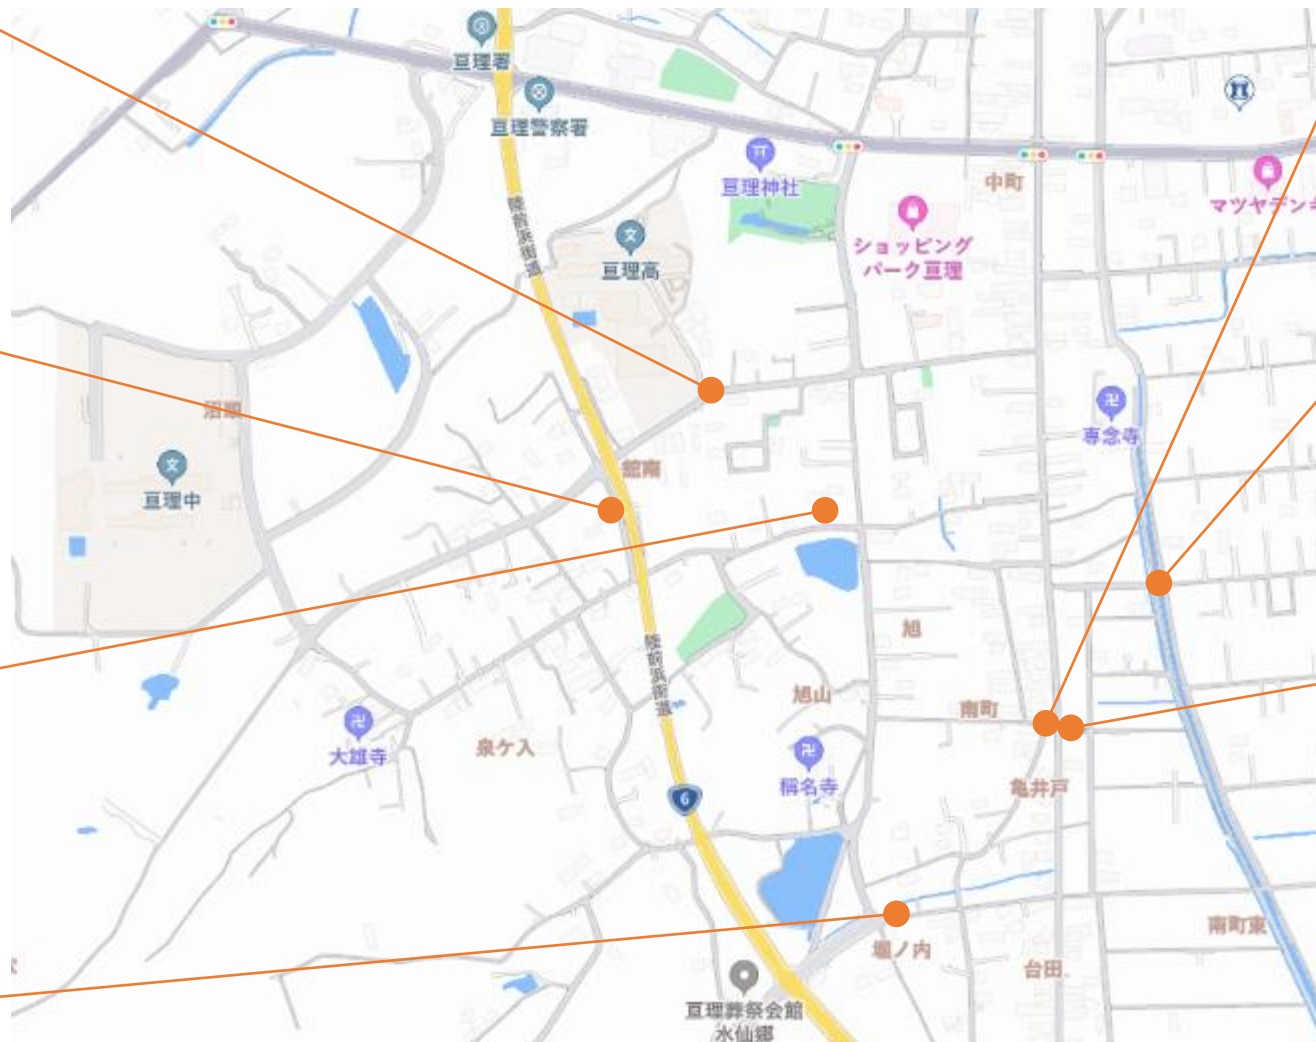 亘理署
亘理警察署
陸前浜街道
亘理神社
中町
マツヤデンキ
ショッピング
パーク亘理
亘理高
沼頭
専念寺
館南
亘理中
旭
陸前浜街道
旭山
南町
大雄寺
泉ケ入
称名寺
亀井戸
6
南町東
堀ノ内
台田
亘理葬祭会館
水仙郷